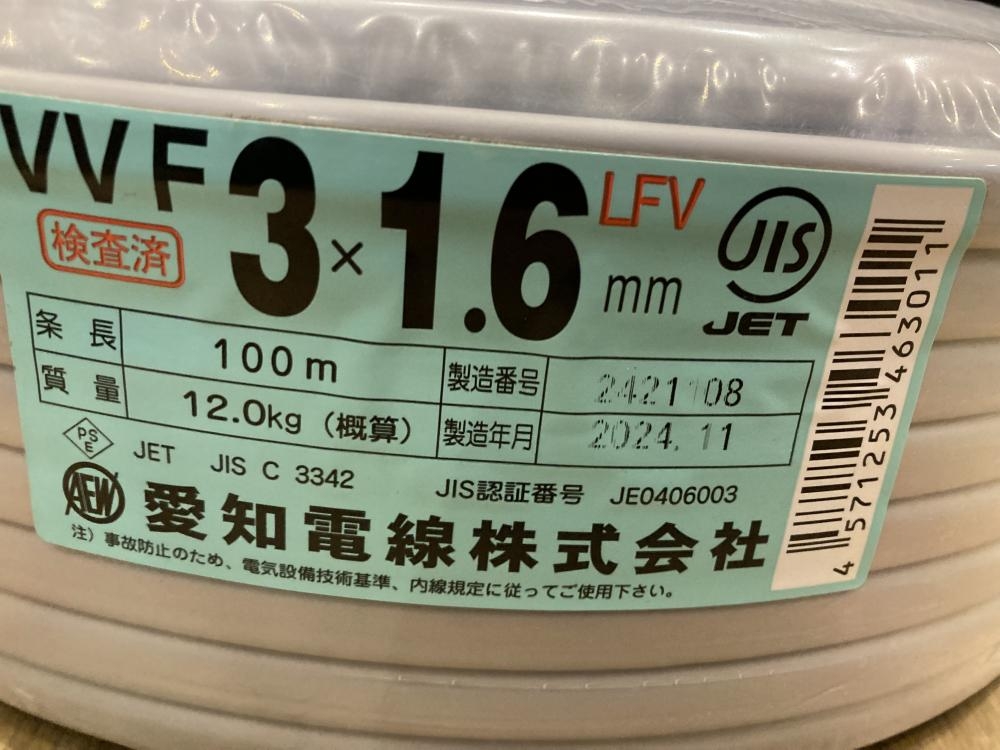 VVF 3×1.6 mm LFV
検査済
JIS
JET
条長 100m 製造番号 2421108
質量 12.0kg（概算） 製造年月 2024.11
PSE JET JIS C 3342 JIS認証番号 JE0406003
AEW 愛知電線株式会社
注）事故防止のため、電気設備技術基準、内線規定に従ってご使用下さい。
4 571253 463011